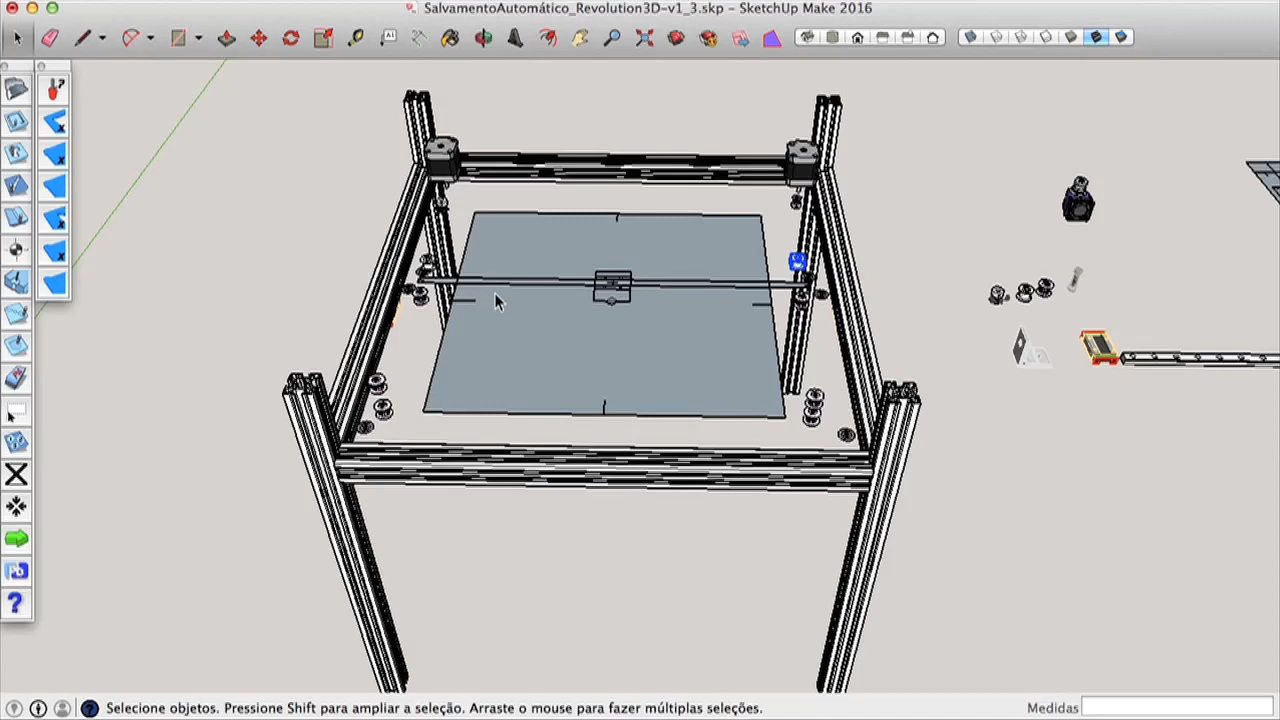 SalvamentoAutomático_Revolution3D-v1_3.skp - SketchUp Make 2016
Selecione objetos. Pressione Shift para ampliar a seleção. Arraste o mouse para fazer múltiplas seleções.
Medidas